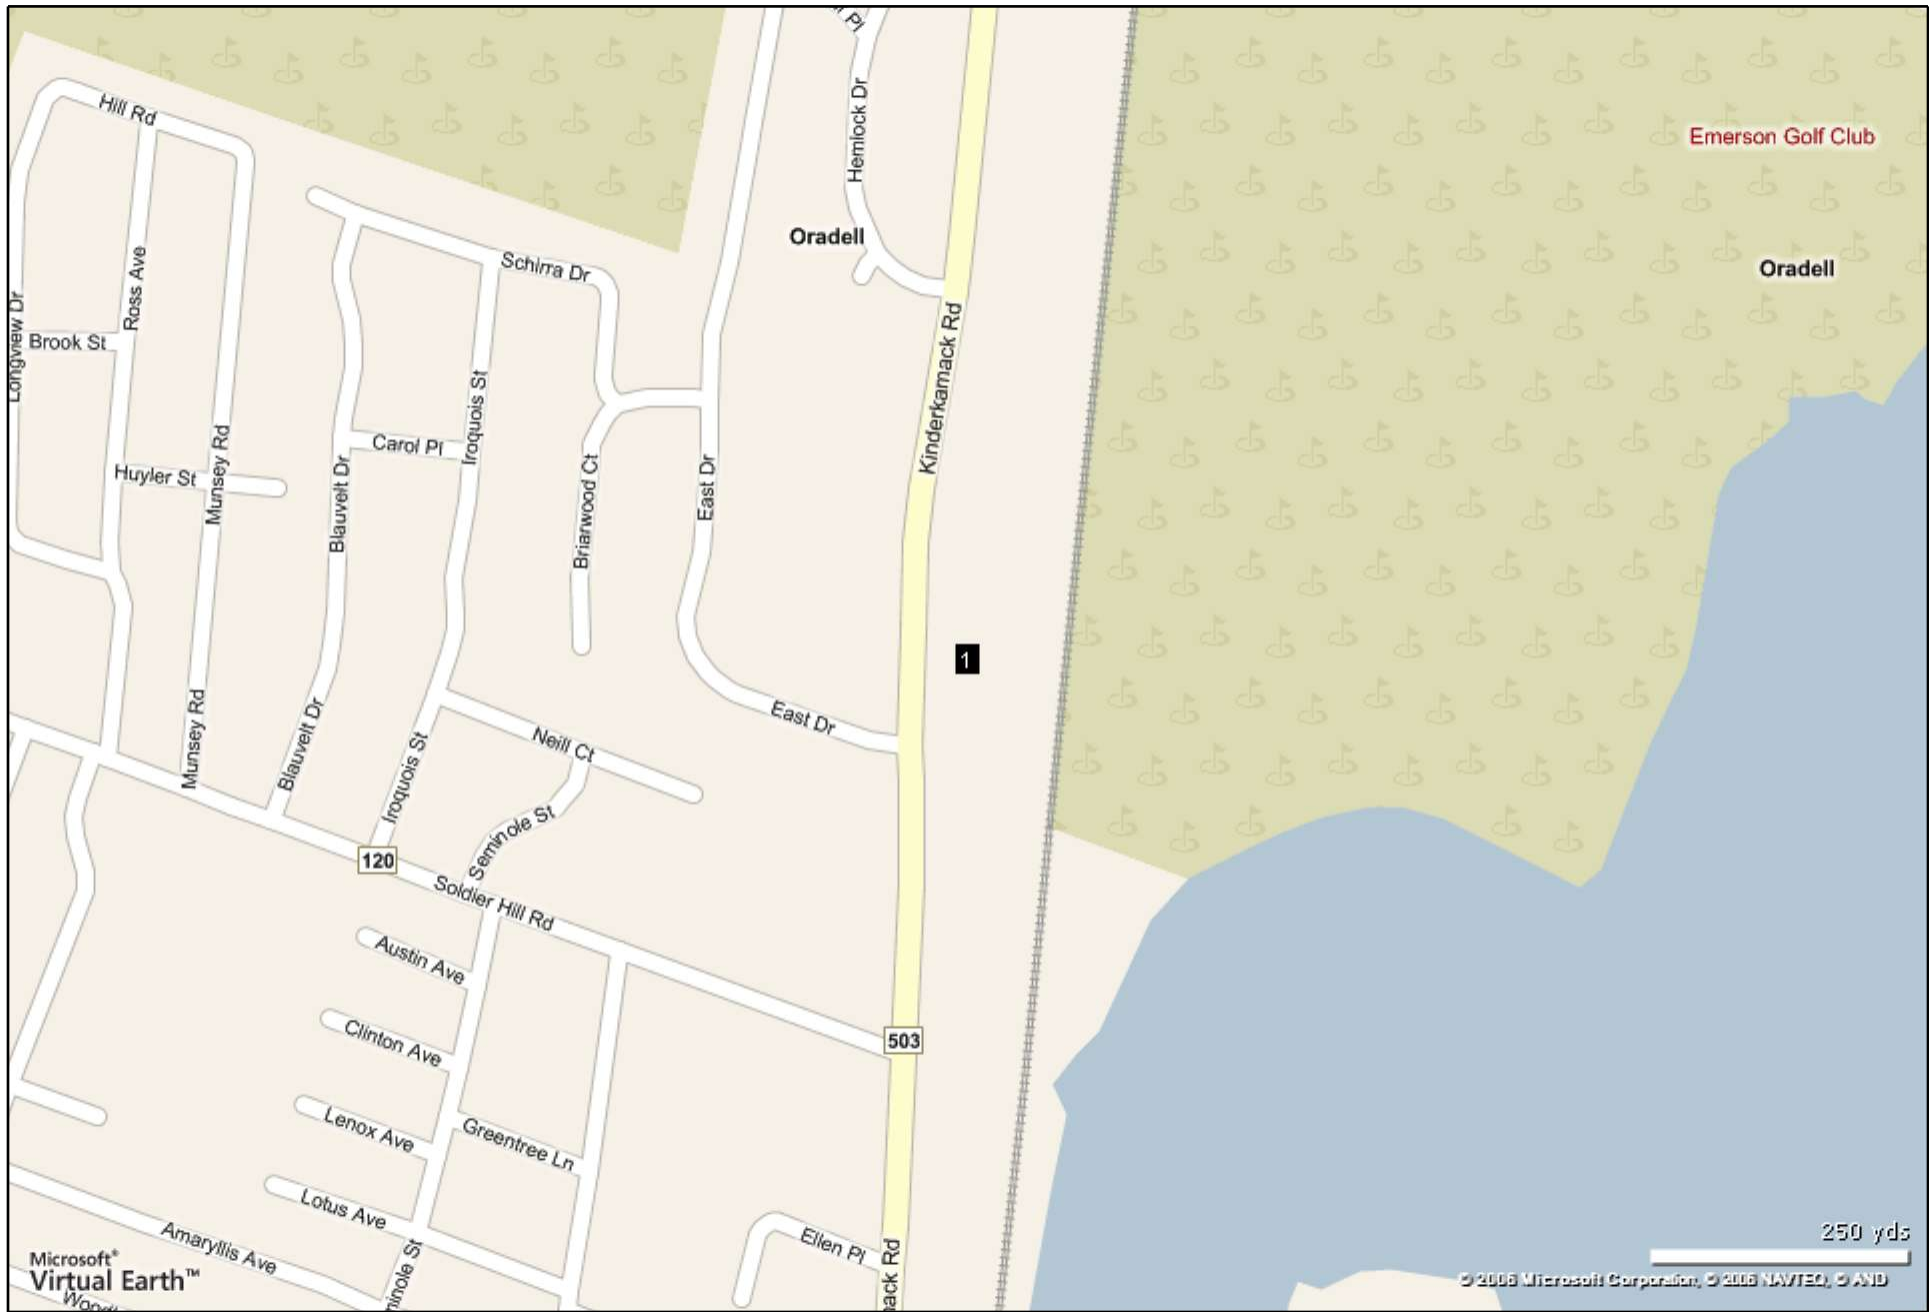 Hemlock Dr
Hill Rd
Emerson Golf Club
Oradell
Oradell
Schirra Dr
Ross Ave
Longview Dr
Brook St
Kinderkamack Rd
Iroquois St
Munsey Rd
Carol Pl
Blauvelt Dr
Huyler St
Briarwood Ct
East Dr
1
Munsey Rd
Blauvelt Dr
East Dr
Neill Ct
Iroquois St
Seminole St
120
Soldier Hill Rd
Austin Ave
Clinton Ave
503
Lenox Ave
Greentree Ln
Lotus Ave
Amaryllis Ave
Ellen Pl
250 yds
Microsoft®
Virtual Earth™
© 2006 Microsoft Corporation, © 2006 NAVTEQ, © AND